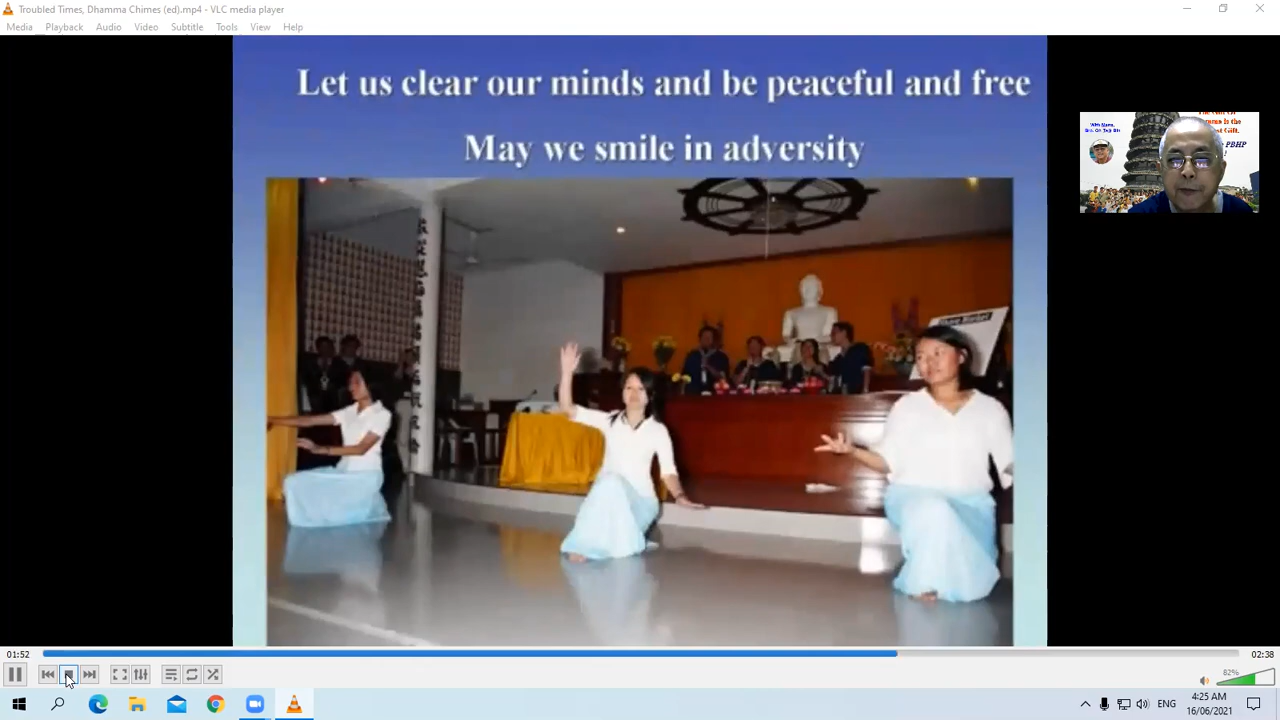 Troubled Times, Dhamma Chimes (ed).mp4 - VLC media player
Media Playback Audio Video Subtitle Tools View Help
Let us clear our minds and be peaceful and free
May we smile in adversity
01:52
02:38
82%
ENG
4:25 AM
16/06/2021